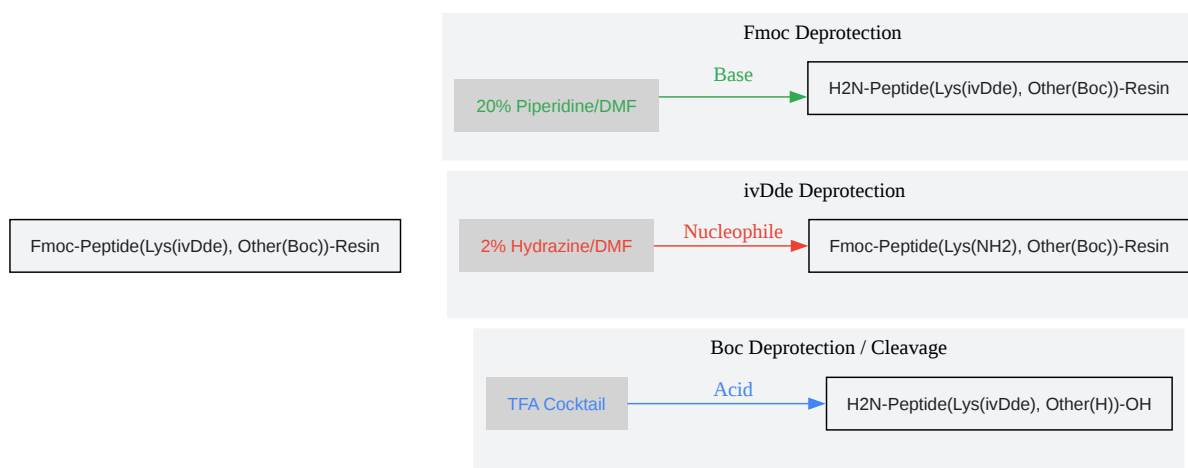 Fmoc Deprotection
Base
20% Piperidine/DMF
H2N-Peptide(Lys(ivDde), Other(Boc))-Resin
ivDde Deprotection
Fmoc-Peptide(Lys(ivDde), Other(Boc))-Resin
2% Hydrazine/DMF
Nucleophile
Fmoc-Peptide(Lys(NH2), Other(Boc))-Resin
Boc Deprotection / Cleavage
TFA Cocktail
Acid
H2N-Peptide(Lys(ivDde), Other(H))-OH